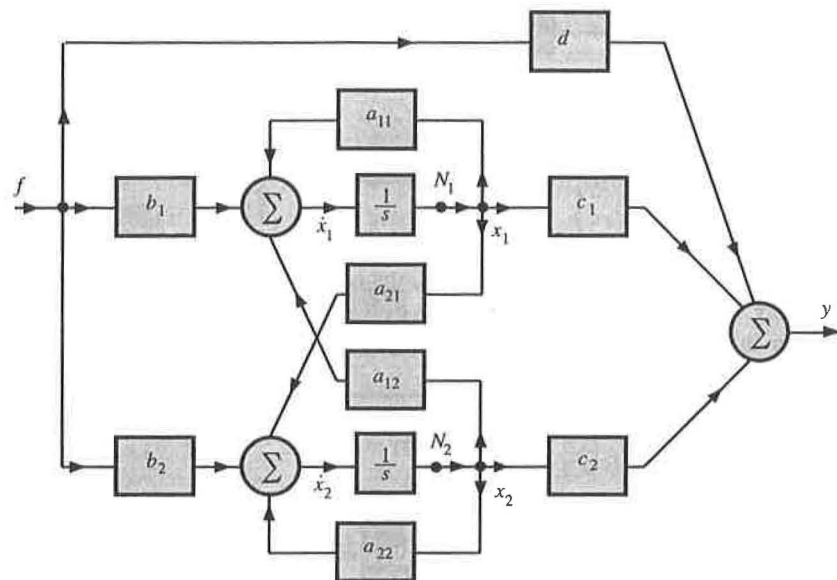 d
a₁₁
f
b₁
Σ
ẋ₁
1/s
N₁
x₁
c₁
a₂₁
y
Σ
a₁₂
b₂
Σ
ẋ₂
1/s
N₂
x₂
c₂
a₂₂